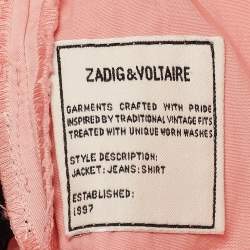 ZADIG&VOLTAIRE
GARMENTS CRAFTED WITH PRIDE
INSPIRED BY TRADITIONAL VINTAGE FITS
TREATED WITH UNIQUE WORN WASHES
STYLE DESCRIPTION:
JACKET:JEANS:SHIRT
ESTABLISHED:
1997